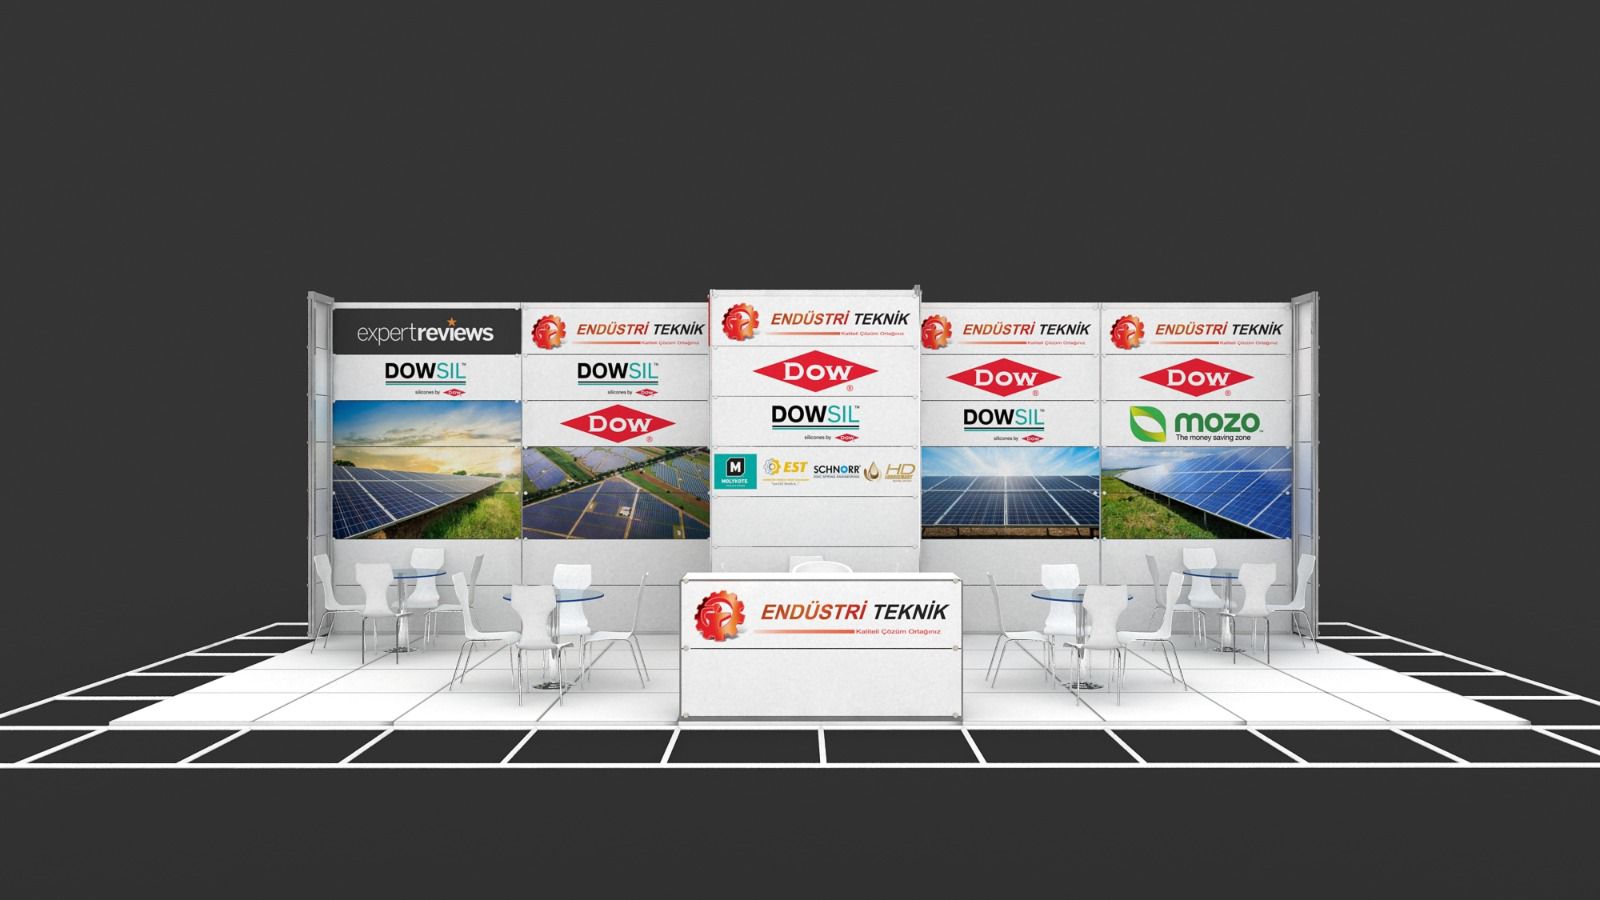 expertreviews
DOWSIL™
silicones by Dow
ENDÜSTRİ TEKNİK
Kaliteli Çözüm Ortağınız
DOWSIL™
silicones by Dow
DOW®
ENDÜSTRİ TEKNİK
Kaliteli Çözüm Ortağınız
DOW®
DOWSIL™
silicones by Dow
M
MOLYKOTE
EST
SCHNORR®
HD
ENDÜSTRİ TEKNİK
Kaliteli Çözüm Ortağınız
DOW®
DOWSIL™
silicones by Dow
ENDÜSTRİ TEKNİK
Kaliteli Çözüm Ortağınız
DOW®
mozo™
The money saving zone
ENDÜSTRİ TEKNİK
Kaliteli Çözüm Ortağınız